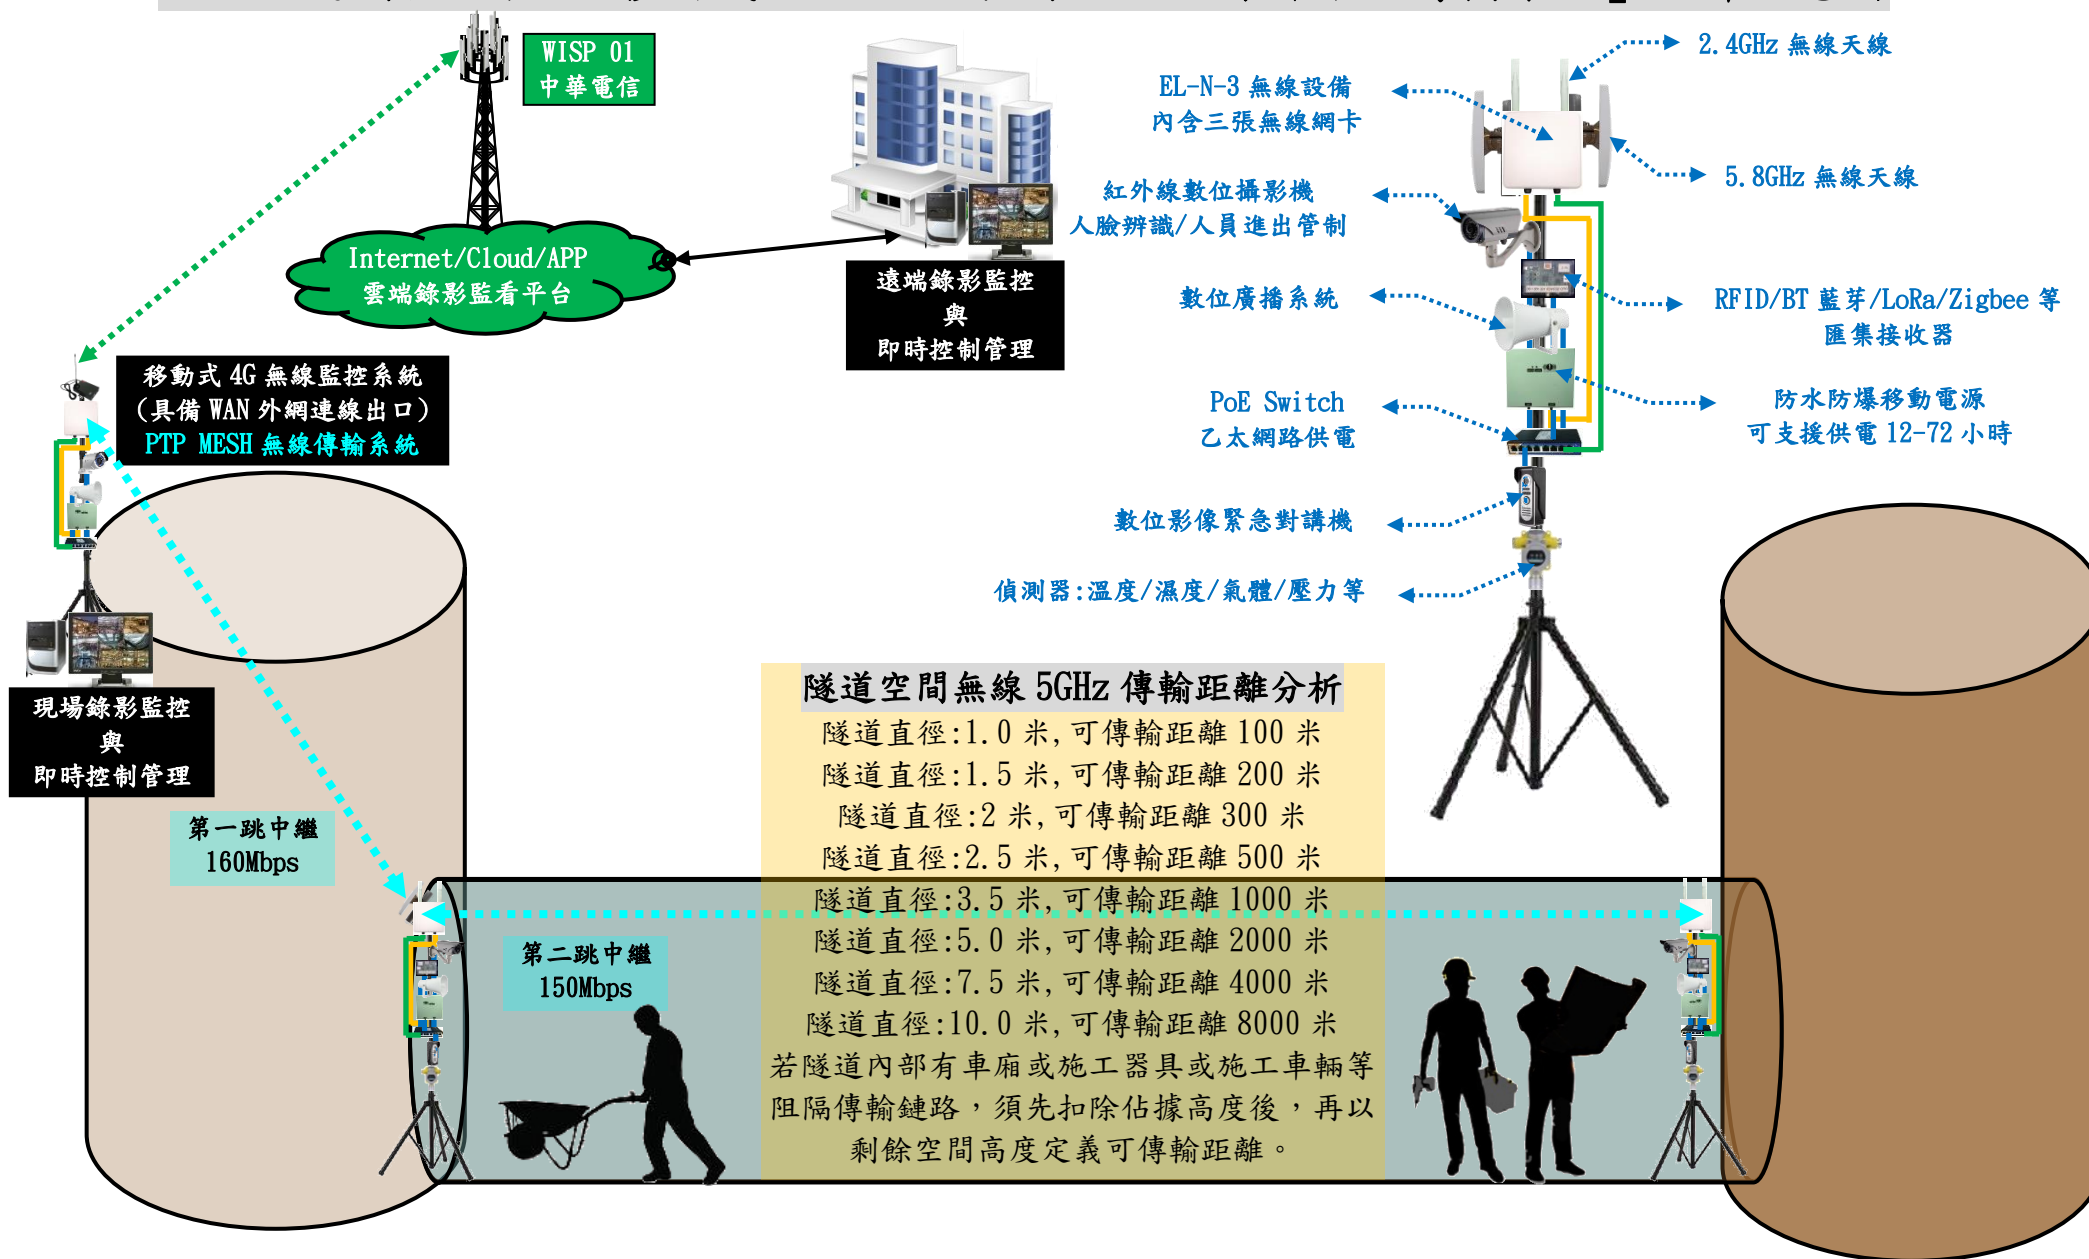 WISP 01
中華電信
Internet/Cloud/APP
雲端錄影監看平台
遠端錄影監控
與
即時控制管理
移動式 4G 無線監控系統
(具備 WAN 外網連線出口)
PTP MESH 無線傳輸系統
現場錄影監控
與
即時控制管理
第一跳中繼
160Mbps
第二跳中繼
150Mbps
2.4GHz 無線天線
EL-N-3 無線設備
內含三張無線網卡
5.8GHz 無線天線
紅外線數位攝影機
人臉辨識/人員進出管制
數位廣播系統
RFID/BT 藍芽/LoRa/Zigbee 等
匯集接收器
PoE Switch
乙太網路供電
防水防爆移動電源
可支援供電 12-72 小時
數位影像緊急對講機
偵測器:溫度/濕度/氣體/壓力等
隧道空間無線 5GHz 傳輸距離分析
隧道直徑:1.0 米,可傳輸距離 100 米
隧道直徑:1.5 米,可傳輸距離 200 米
隧道直徑:2 米,可傳輸距離 300 米
隧道直徑:2.5 米,可傳輸距離 500 米
隧道直徑:3.5 米,可傳輸距離 1000 米
隧道直徑:5.0 米,可傳輸距離 2000 米
隧道直徑:7.5 米,可傳輸距離 4000 米
隧道直徑:10.0 米,可傳輸距離 8000 米
若隧道內部有車廂或施工器具或施工車輛等
阻隔傳輸鏈路，須先扣除佔據高度後，再以
剩餘空間高度定義可傳輸距離。